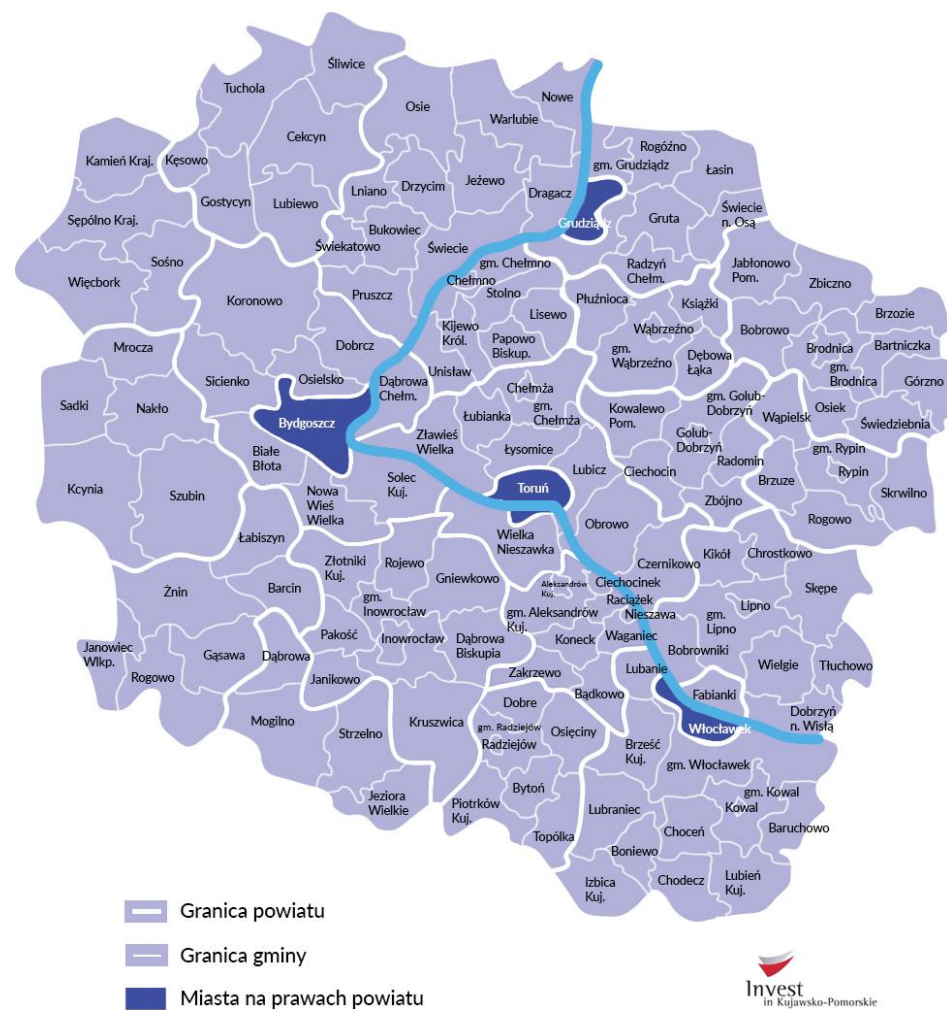 Śliwice
Tuchola
Nowe
Osie
Warlubie
Cekcyn
Rogóźno
Kamień Kraj.
Kęsowo
gm. Grudziądz
Łasin
Jeżewo
Lniano
Drzycim
Dragacz
Gostycyn
Lubiewo
Świecie
n. Osą
Sępólno Kraj.
Grudziądz
Gruta
Bukowiec
Świekatowo
Świecie
Sośno
gm. Chełmno
Radzyń
Chełm.
Jabłonowo
Pom.
Więcbork
Chełmno
Zbiczno
Koronowo
Pruszcz
Stolno
Płużnioca
Książki
Lisewo
Brzozie
Kijewo
Król.
Wąbrzeźno
Bobrowo
Papowo
Biskup.
Mrocza
Dobrcz
gm.
Wąbrzeźno
Dębowa
Łąka
Brodnica
Bartniczka
Unisław
gm.
Brodnica
Sicienko
Osielsko
Dąbrowa
Chełm.
Chełmża
Górzno
Sadki
Nakło
gm. Golub-
Dobrzyń
Łubianka
gm.
Chełmża
Kowalewo
Pom.
Wąpielsk
Osiek
Bydgoszcz
Świedziebnia
Golub-
Dobrzyń
Zławieś
Wielka
Łysomice
gm. Rypin
Białe
Błota
Radomin
Lubicz
Ciechocin
Rypin
Solec
Kuj.
Brzuze
Kcynia
Szubin
Nowa
Wieś
Wielka
Toruń
Skrwilno
Zbójno
Łabiszyn
Obrowo
Rogowo
Wielka
Nieszawka
Złotniki
Kuj.
Rojewo
Kikół
Chrostkowo
Czernikowo
Gniewkowo
Aleksandrów
Kuj.
Ciechocinek
Żnin
Barcin
Skępe
gm.
Inowrocław
Raciążek
Lipno
gm. Aleksandrów
Kuj.
Nieszawa
gm.
Lipno
Pakość
Inowrocław
Dąbrowa
Biskupia
Koneck
Waganiec
Janowiec
Wlkp.
Gąsawa
Dąbrowa
Bobrowniki
Rogowo
Lubanie
Wielgie
Tłuchowo
Janikowo
Zakrzewo
Bądkowo
Fabianki
Dobre
Dobrzyń
n. Wisłą
Mogilno
Kruszwica
gm. Radziejów
Osięciny
Włocławek
Strzelno
Radziejów
Brześć
Kuj.
gm. Włocławek
Bytoń
gm. Kowal
Jeziora
Wielkie
Piotrków
Kuj.
Lubraniec
Kowal
Topólka
Choceń
Baruchowo
Boniewo
Izbica
Kuj.
Chodecz
Lubień
Kuj.
Granica powiatu
Granica gminy
Miasta na prawach powiatu
Invest
in Kujawsko-Pomorskie